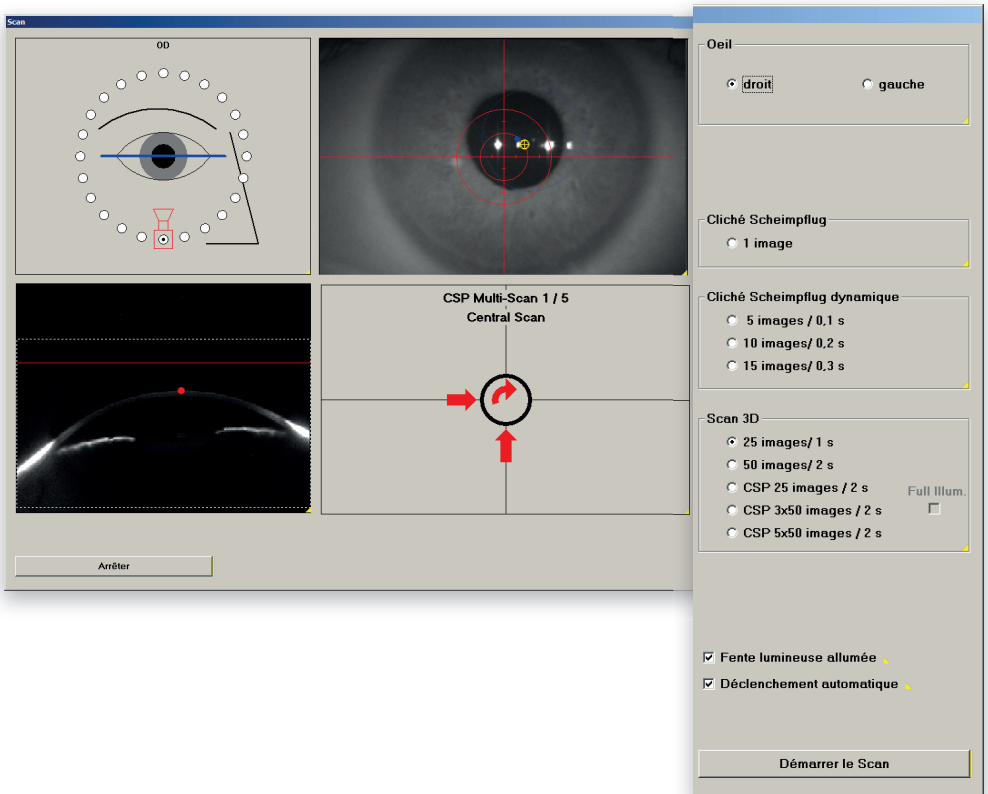 Scan
OD
CSP Multi-Scan 1 / 5
Central Scan
Arrêter
Oeil
droit
gauche
Cliché Scheimpflug
1 image
Cliché Scheimpflug dynamique
5 images / 0,1 s
10 images/ 0,2 s
15 images/ 0,3 s
Scan 3D
25 images/ 1 s
50 images/ 2 s
CSP 25 images / 2 s
Full Illum.
CSP 3x50 images / 2 s
CSP 5x50 images / 2 s
Fente lumineuse allumée
Déclenchement automatique
Démarrer le Scan